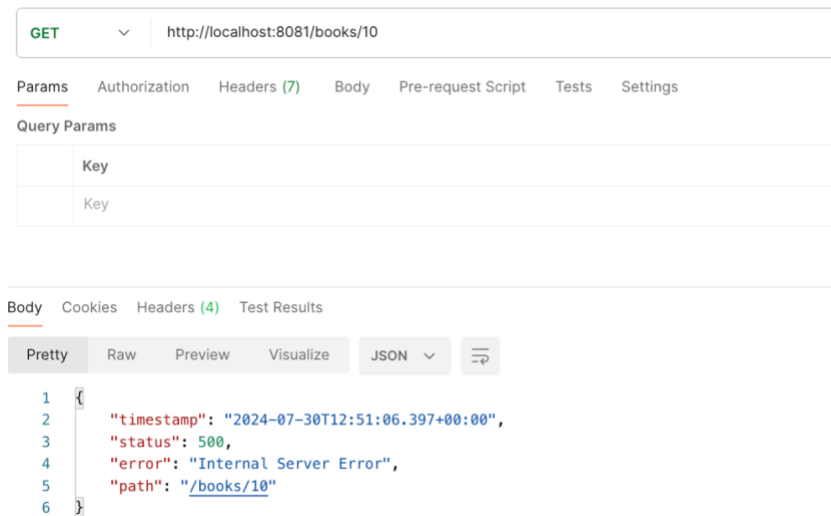 GET http://localhost:8081/books/10
Params Authorization Headers (7) Body Pre-request Script Tests Settings
Query Params
Key
Key
Body Cookies Headers (4) Test Results
Pretty Raw Preview Visualize JSON
1 {
2 "timestamp": "2024-07-30T12:51:06.397+00:00",
3 "status": 500,
4 "error": "Internal Server Error",
5 "path": "/books/10"
6 }